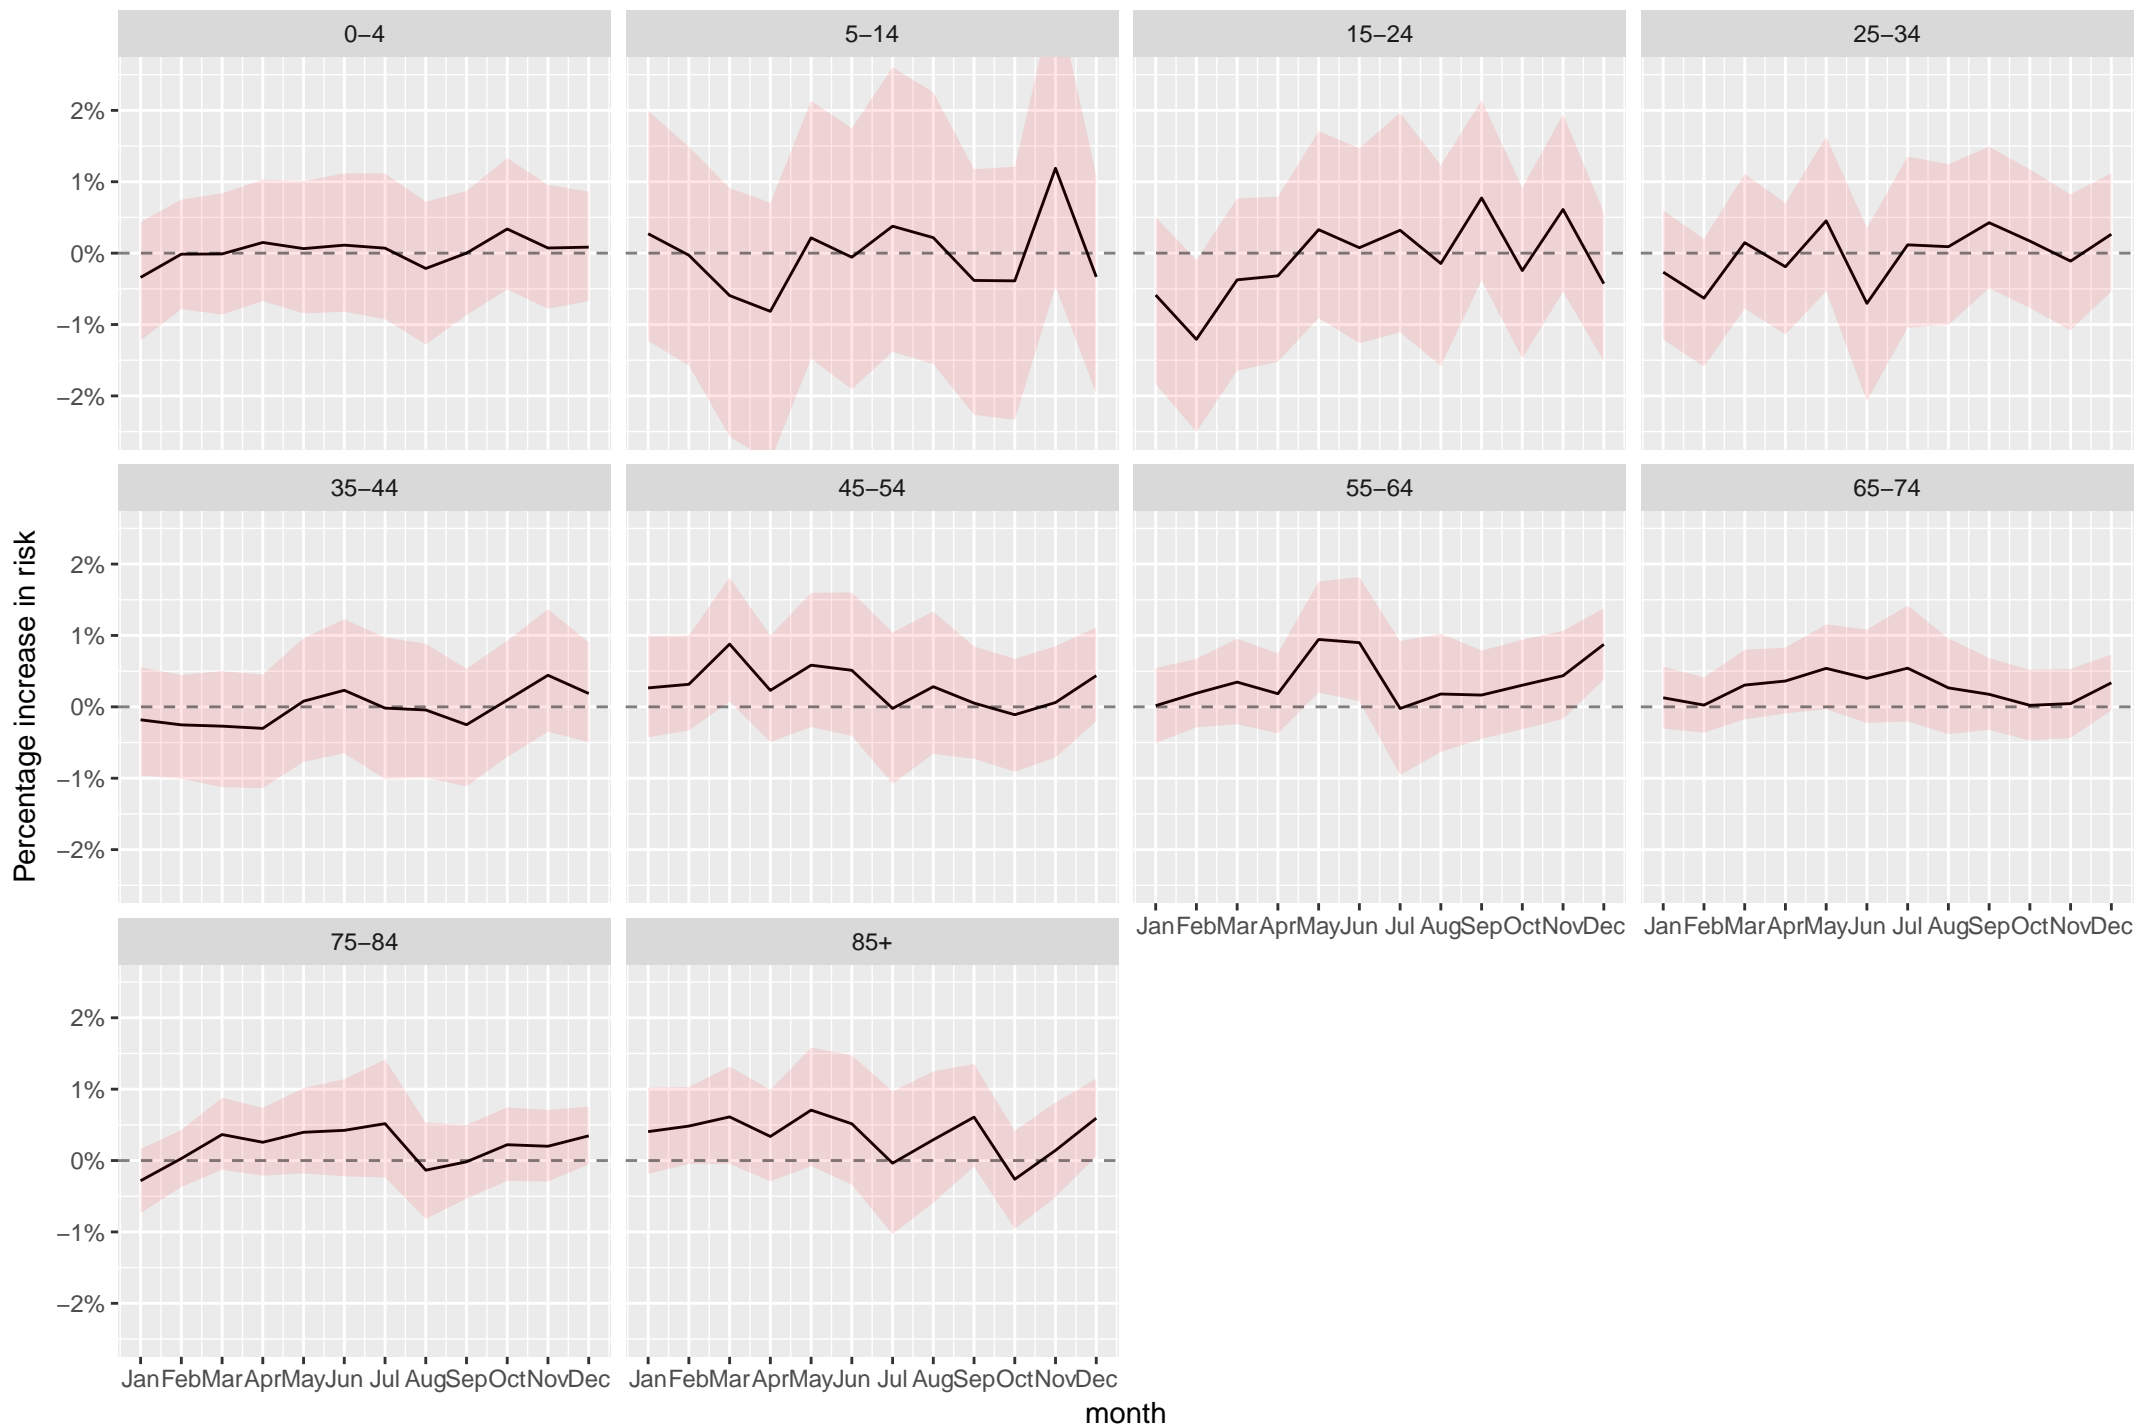 0–4 5–14 15–24 25–34
2%
1%
0%
−1%
−2%
35–44 45–54 55–64 65–74
2%
1%
0%
−1%
−2%
Percentage increase in risk
Jan Feb Mar Apr May Jun Jul Aug Sep Oct Nov Dec Jan Feb Mar Apr May Jun Jul Aug Sep Oct Nov Dec
75–84 85+
2%
1%
0%
−1%
−2%
Jan Feb Mar Apr May Jun Jul Aug Sep Oct Nov Dec Jan Feb Mar Apr May Jun Jul Aug Sep Oct Nov Dec
month